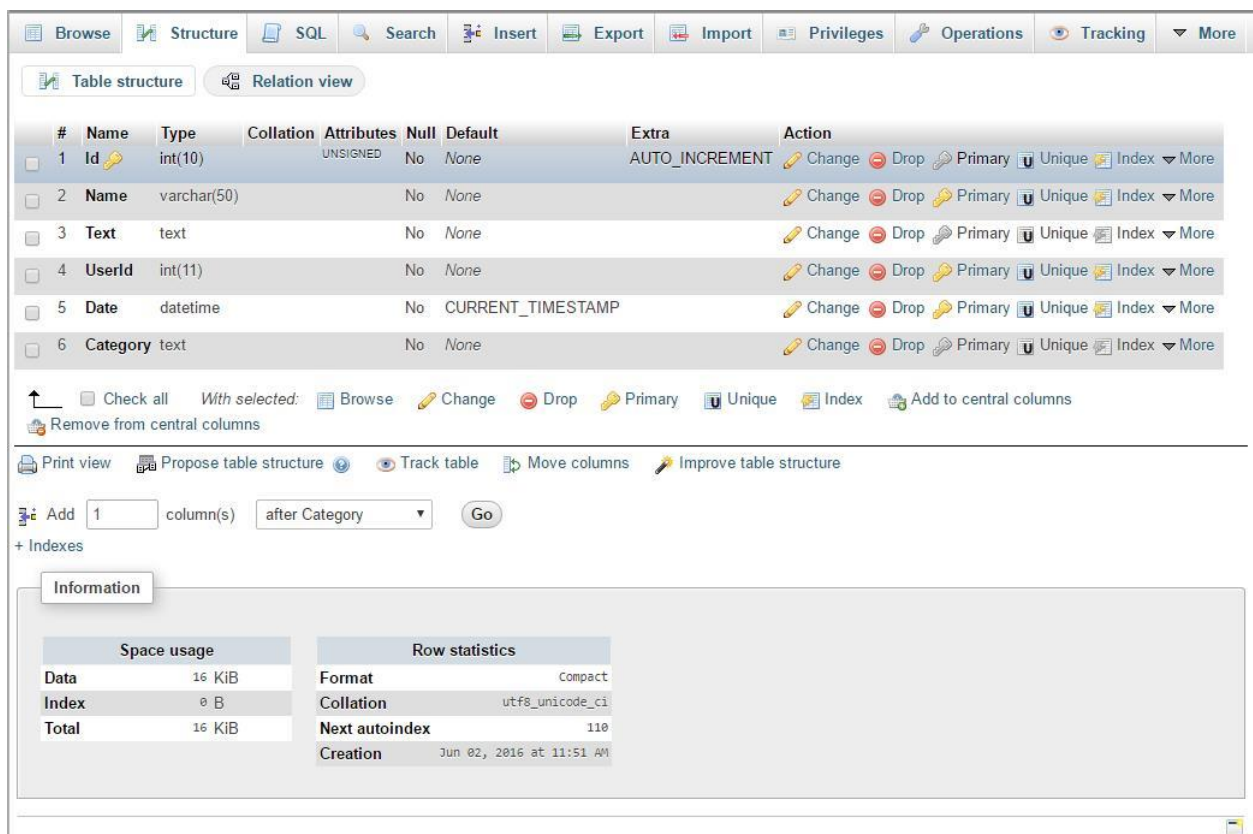 Browse Structure SQL Search Insert Export Import Privileges Operations Tracking More
Table structure Relation view
# Name Type Collation Attributes Null Default Extra Action
1 Id int(10) UNSIGNED No None AUTO_INCREMENT Change Drop Primary Unique Index More
2 Name varchar(50) No None Change Drop Primary Unique Index More
3 Text text No None Change Drop Primary Unique Index More
4 UserId int(11) No None Change Drop Primary Unique Index More
5 Date datetime No CURRENT_TIMESTAMP Change Drop Primary Unique Index More
6 Category text No None Change Drop Primary Unique Index More
Check all With selected: Browse Change Drop Primary Unique Index Add to central columns
Remove from central columns
Print view Propose table structure Track table Move columns Improve table structure
Add 1 column(s) after Category Go
+ Indexes
Information
Space usage Row statistics
Data 16 KiB Format Compact
Index 0 B Collation utf8_unicode_ci
Total 16 KiB Next autoindex 110
Creation Jun 02, 2016 at 11:51 AM